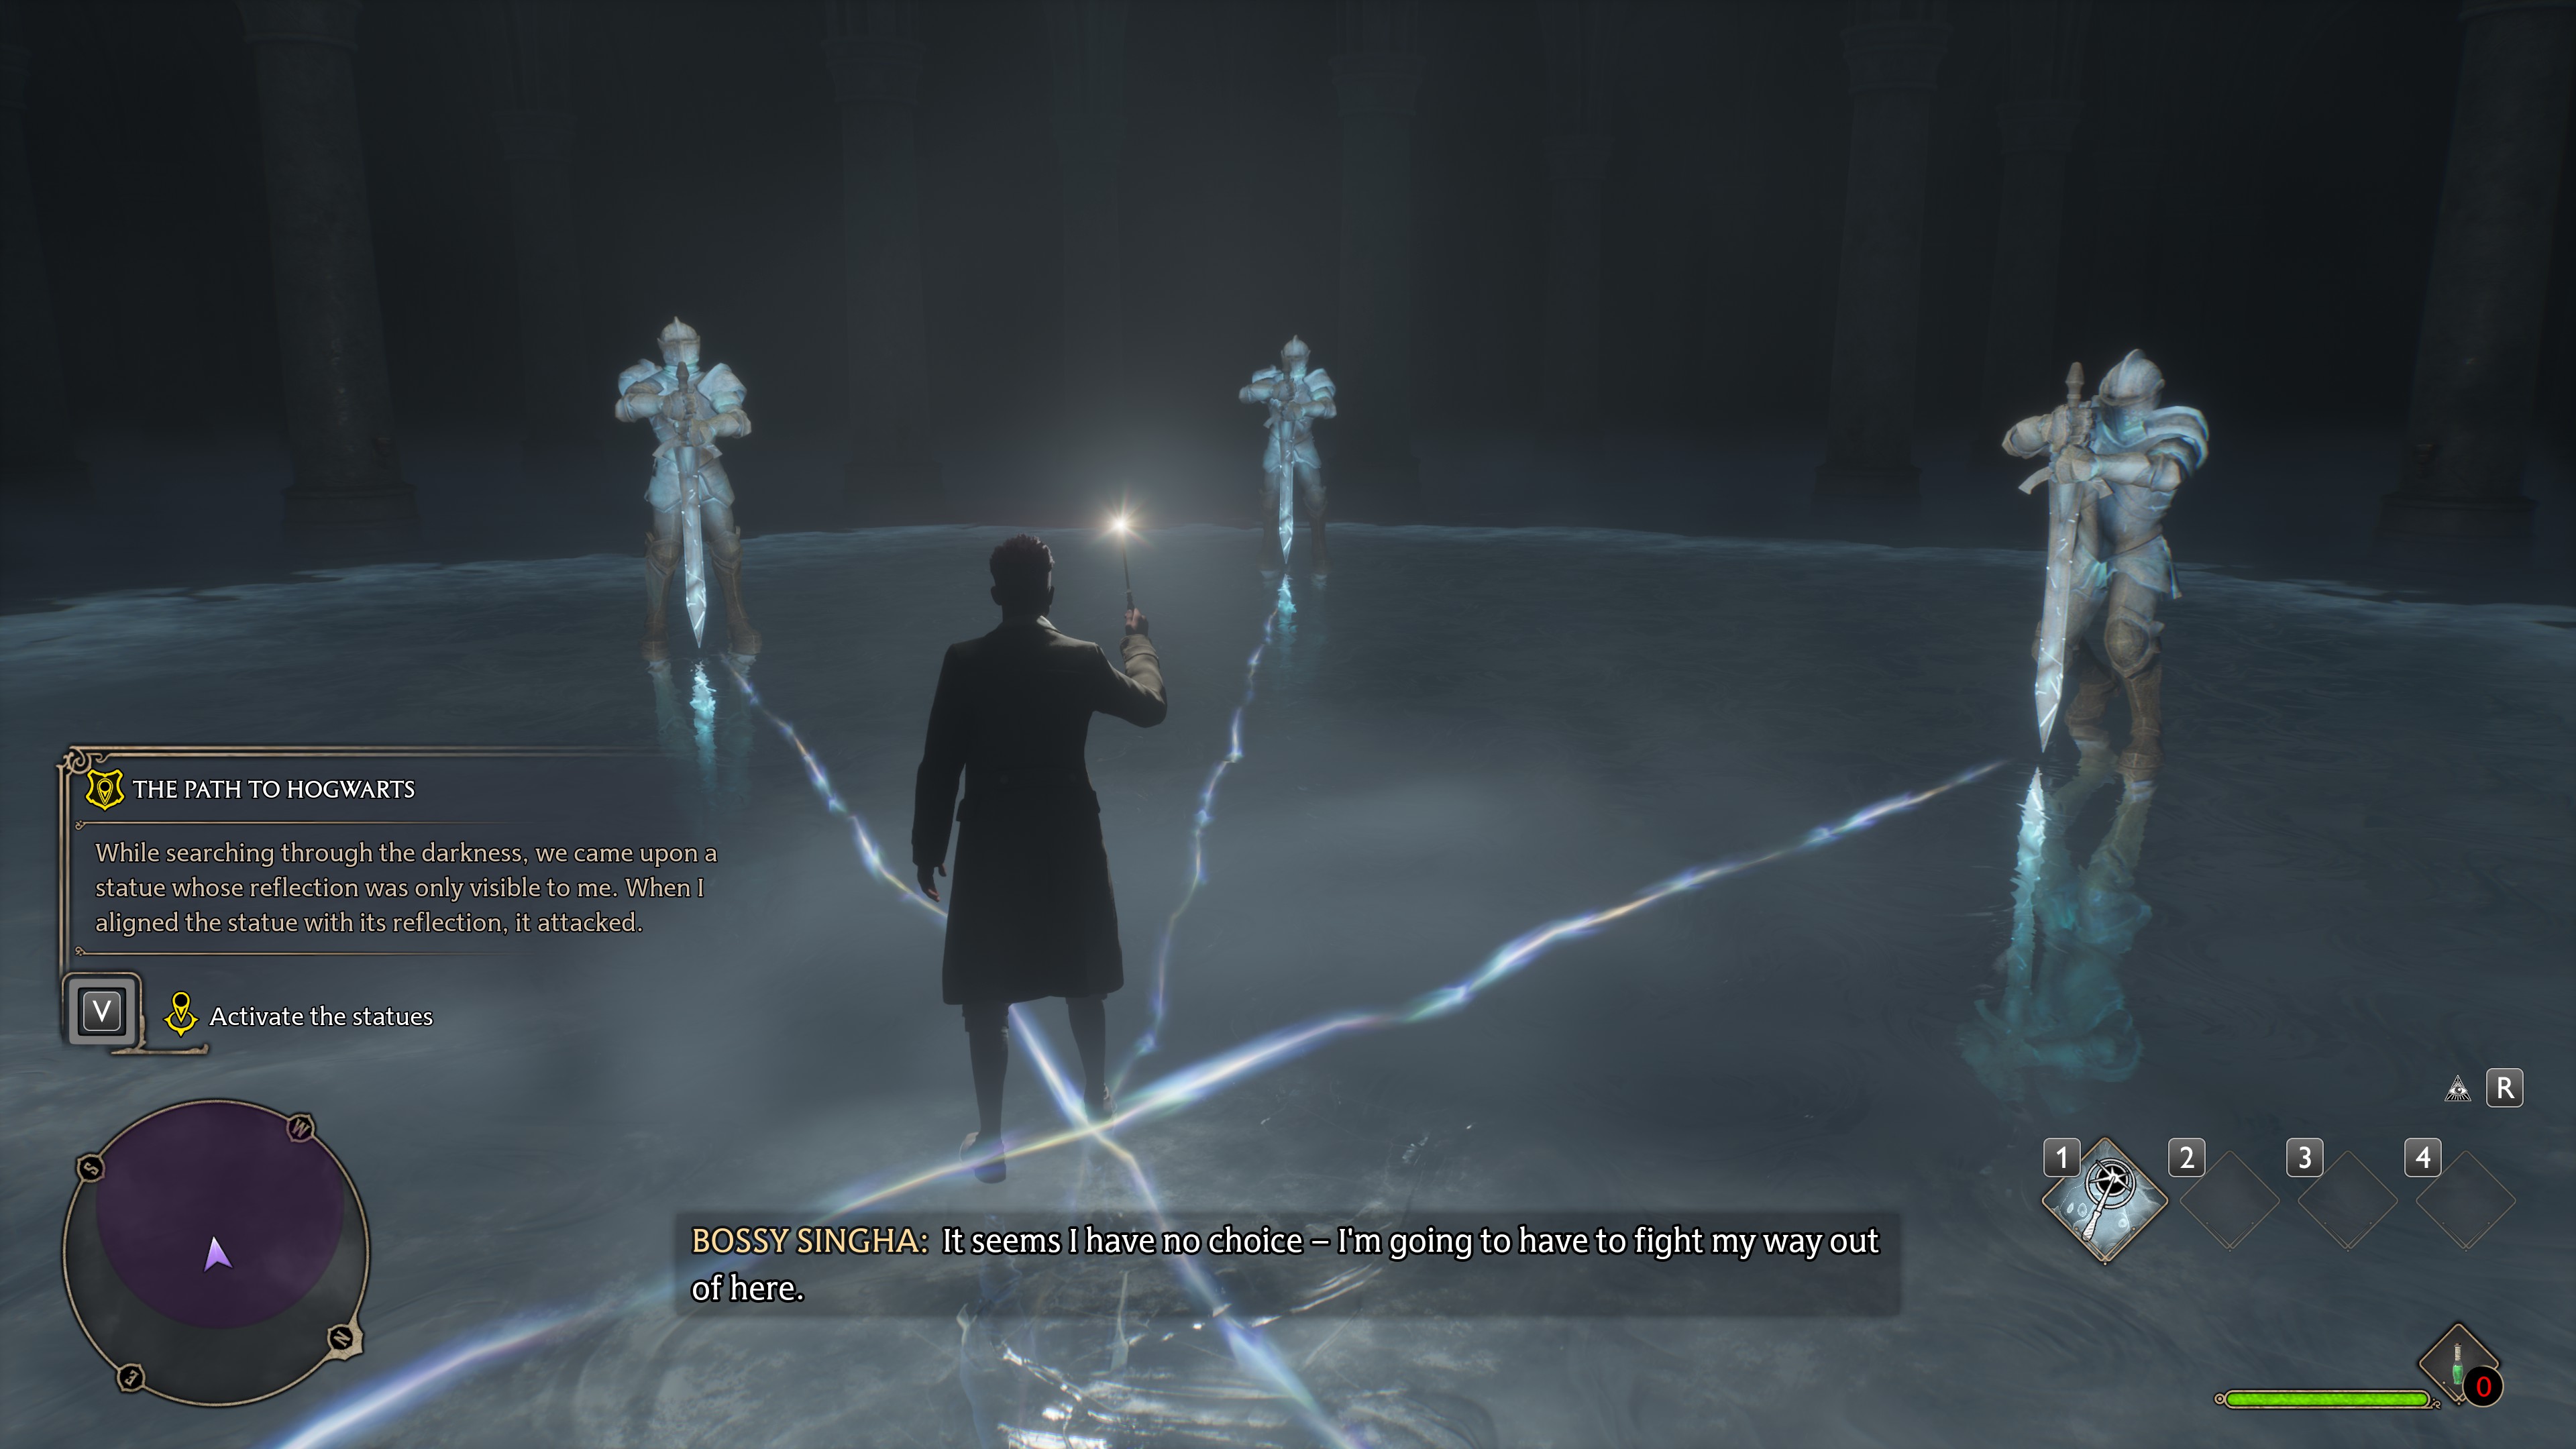 THE PATH TO HOGWARTS
While searching through the darkness, we came upon a
statue whose reflection was only visible to me. When I
aligned the statue with its reflection, it attacked.
V
Activate the statues
W
S
N
E
R
1
2
3
4
BOSSY SINGHA: It seems I have no choice – I'm going to have to fight my way out
of here.
0